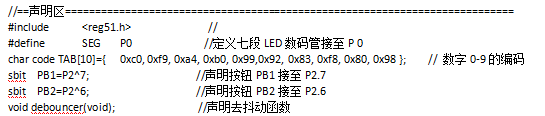 //==声明区==========================================================================
#include <reg51.h> //
#define SEG P0 //定义七段 LED 数码管接至 P 0
char code TAB[10]={ 0xc0, 0xf9, 0xa4, 0xb0, 0x99,0x92, 0x83, 0xf8, 0x80, 0x98 }; // 数字 0-9 的编码
sbit PB1=P2^7; //声明按钮 PB1 接至 P2.7
sbit PB2=P2^6; //声明按钮 PB2 接至 P2.6
void debouncer(void); //声明去抖动函数